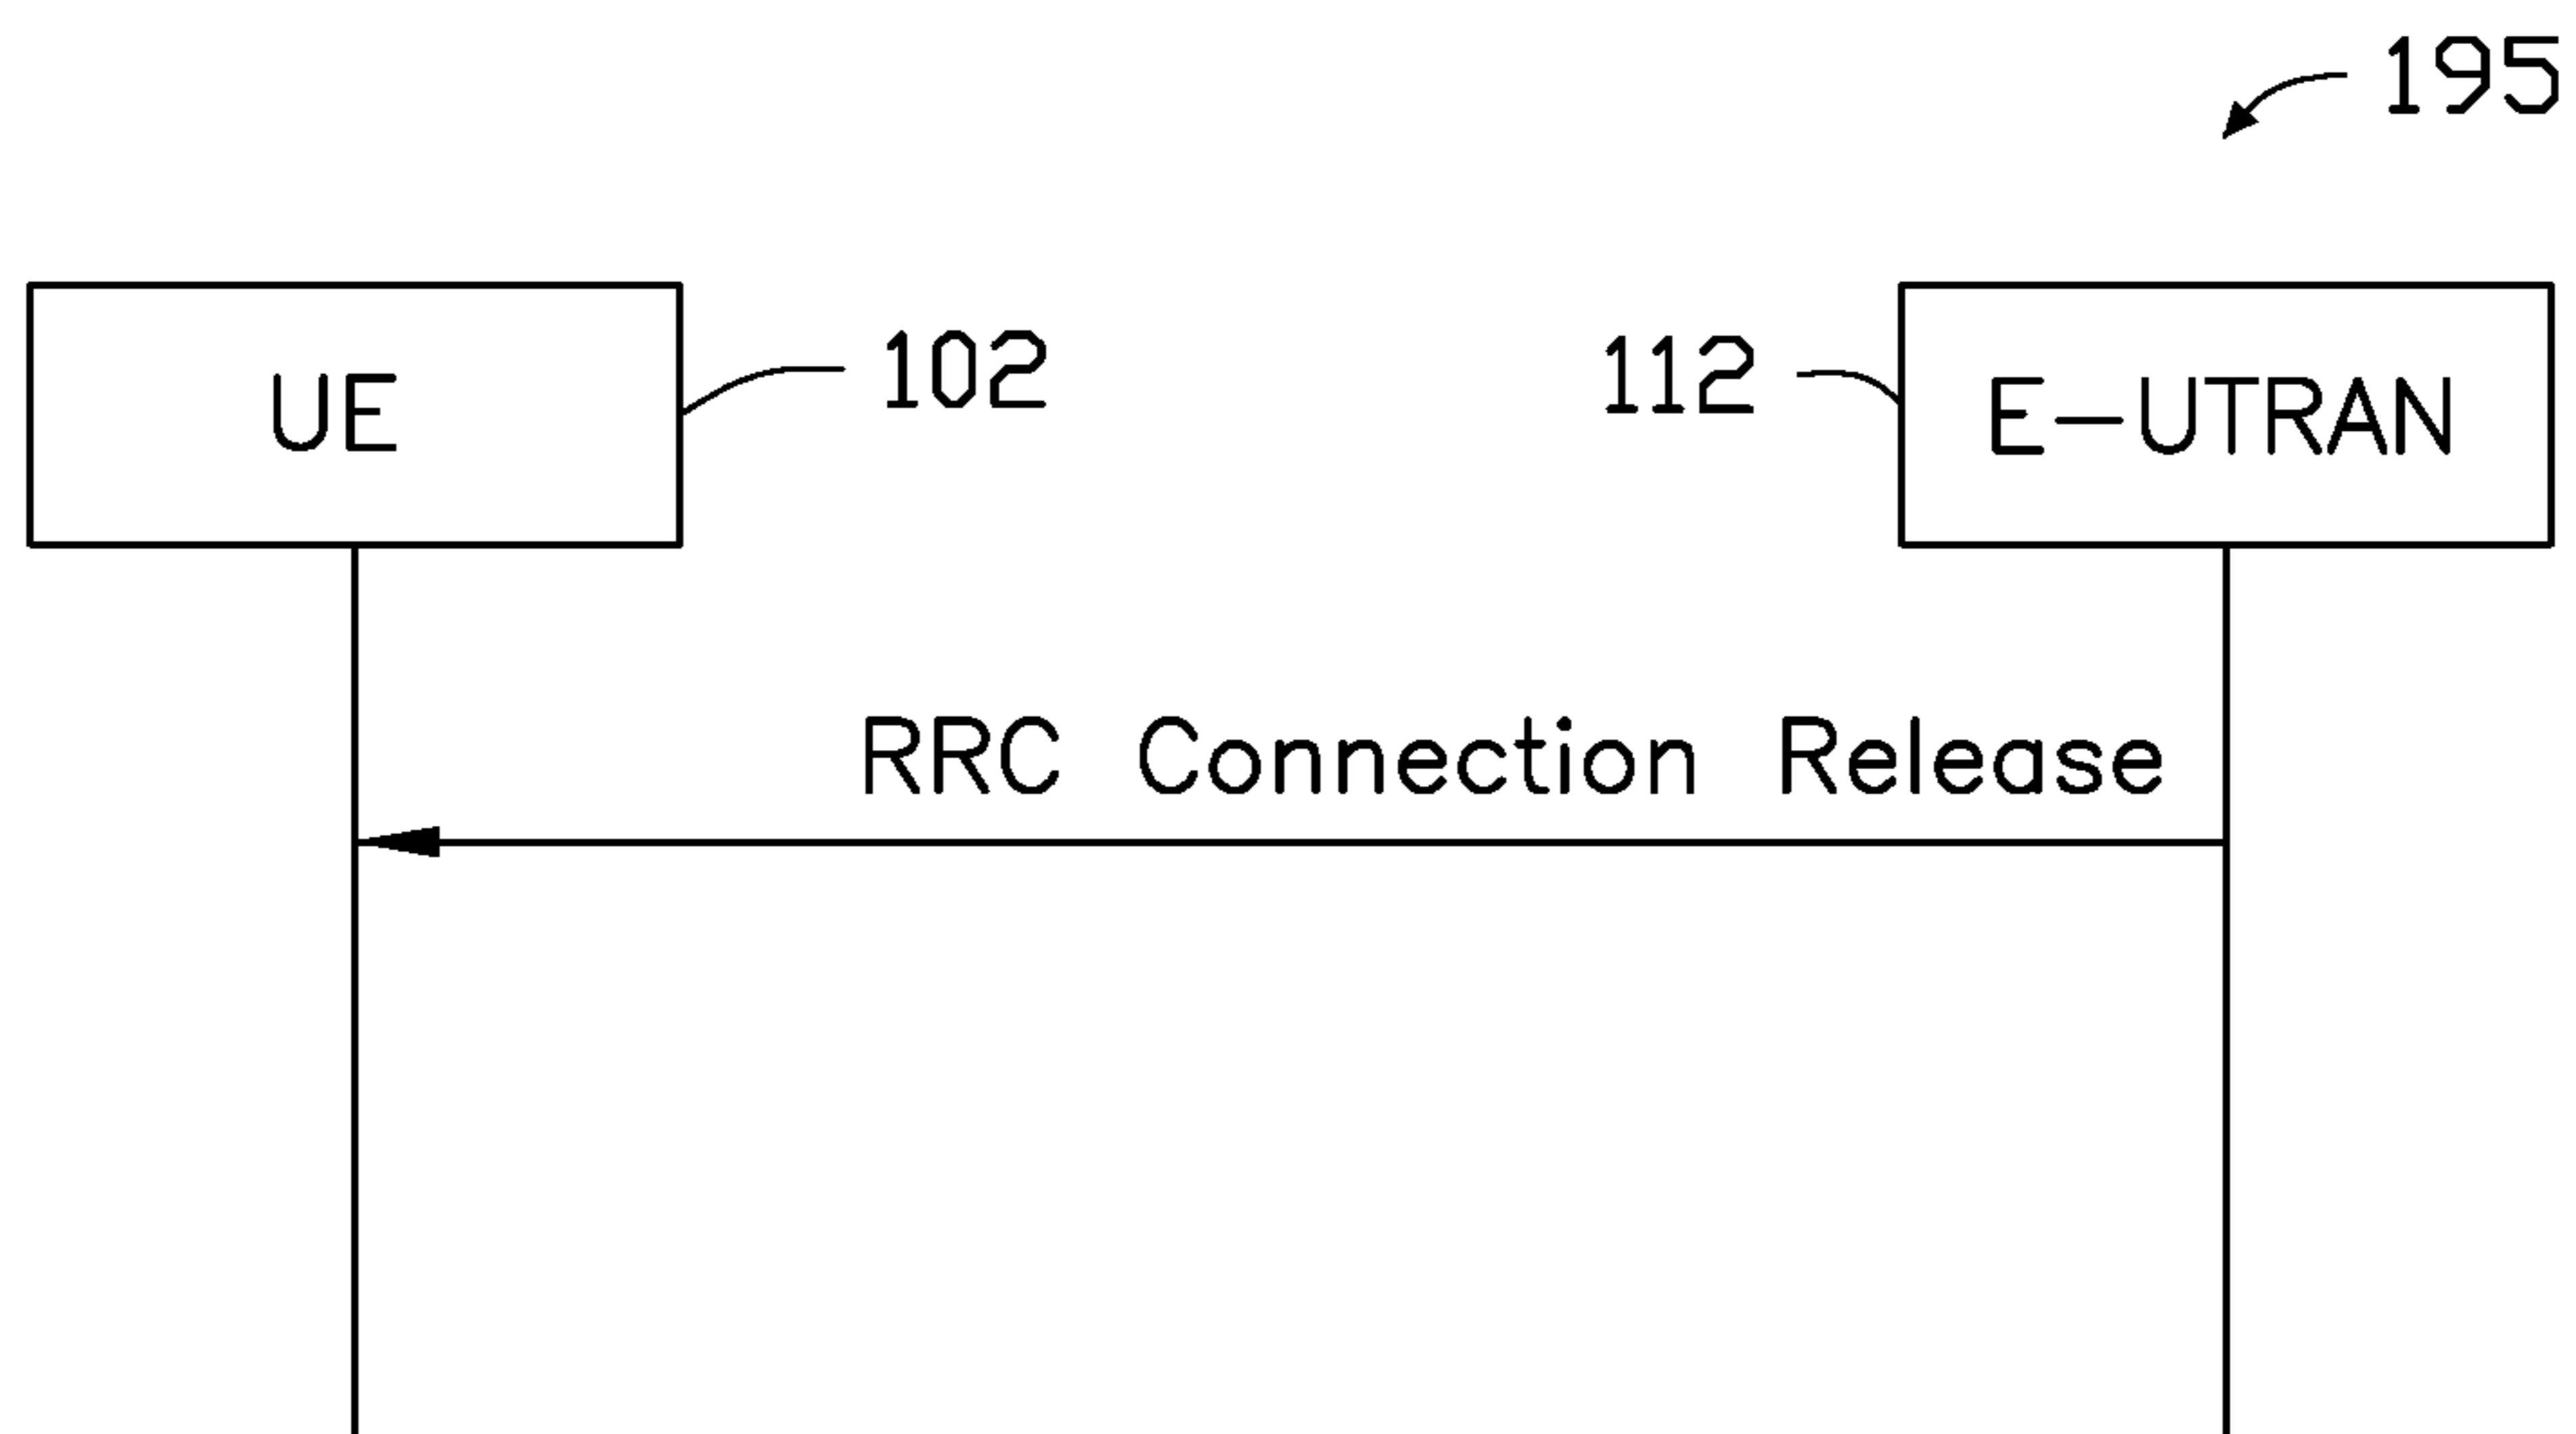 195
UE
102
112
E-UTRAN
RRC Connection Release